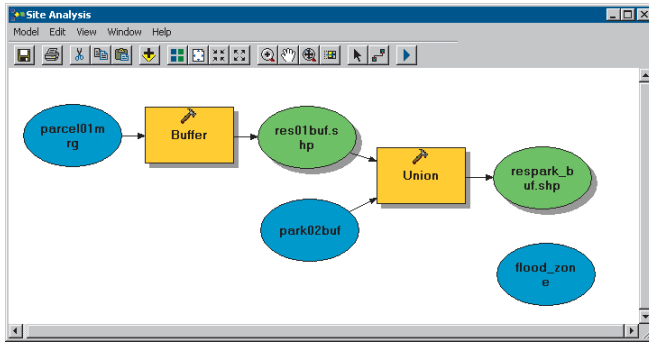 Site Analysis
Model Edit View Window Help
parcel01m
rg
Buffer
res01buf.s
hp
Union
respark_b
uf.shp
park02buf
flood_zon
e